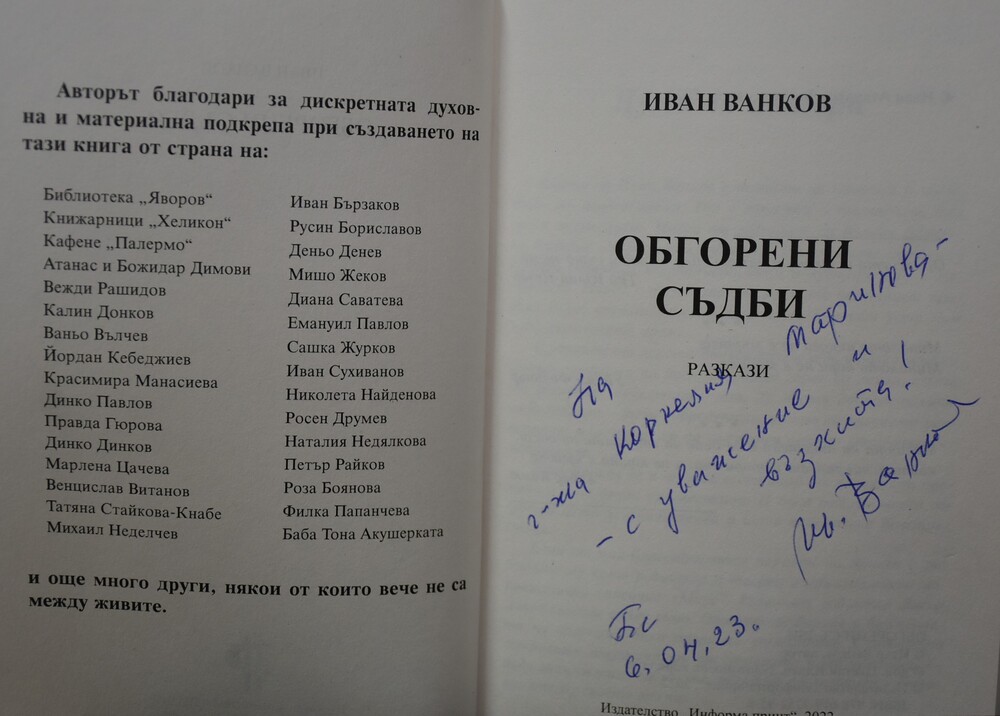 Авторът благодари за дискретната духов-
на и материална подкрепа при създаването на
тази книга от страна на:
Библиотека „Яворов“
Книжарници „Хеликон“
Кафене „Палермо“
Атанас и Божидар Димови
Вежди Рашидов
Калин Донков
Ваньо Вълчев
Йордан Кебеджиев
Красимира Манасиева
Динко Павлов
Правда Гюрова
Динко Динков
Марлена Цачева
Венцислав Витанов
Татяна Стайкова-Кнабе
Михаил Неделчев
Иван Бързаков
Русин Бориславов
Деньо Денев
Мишо Жеков
Диана Саватева
Емануил Павлов
Сашка Журков
Иван Сухиванов
Николета Найденова
Росен Друмев
Наталия Недялкова
Петър Райков
Роза Боянова
Филка Папанчева
Баба Тона Акушерката
и още много други, някои от които вече не са
между живите.
ИВАН ВАНКОВ
ОБГОРЕНИ
СЪДБИ
РАЗКАЗИ
На
г-жа Корнелия Маринова -
- с уважение и
възхита!
Ив. Ванков
Бс
6.04.23.
Издателство „Информа принт“, 2022